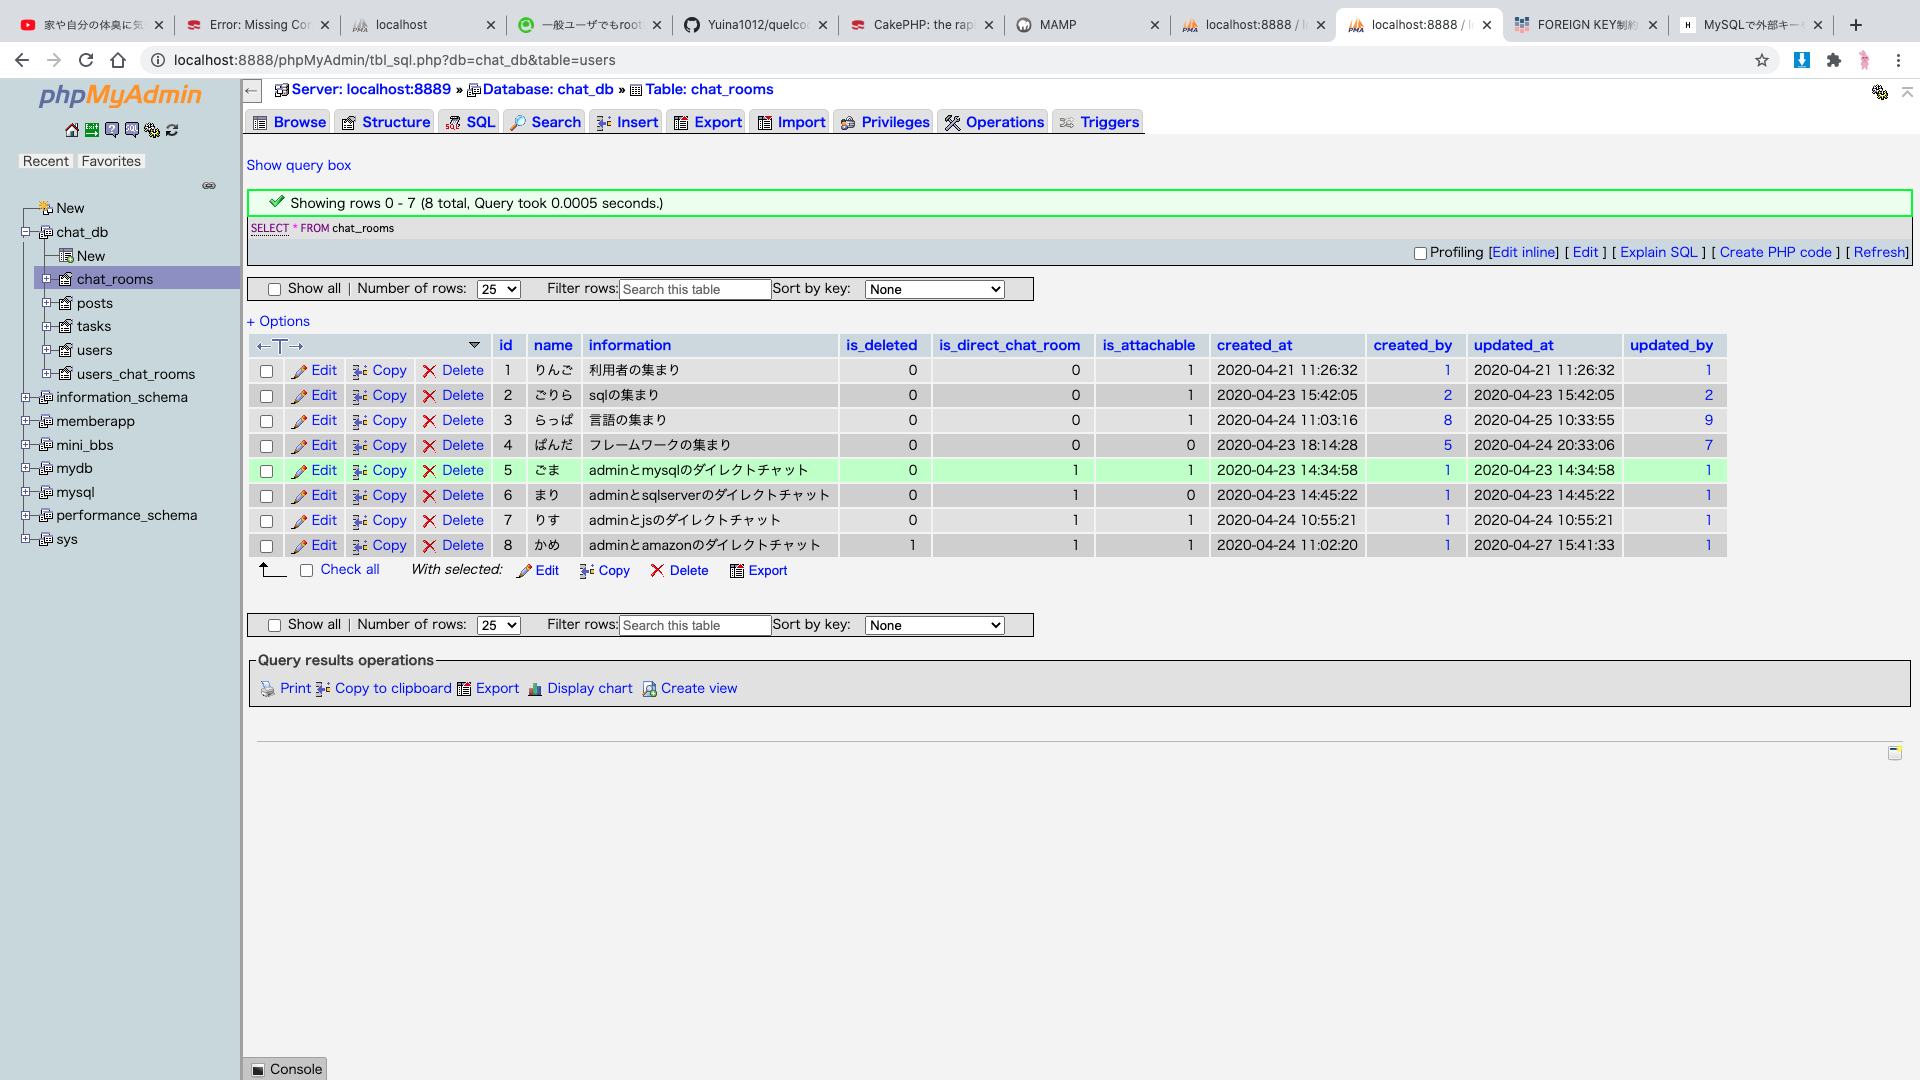 家や自分の体臭に気
Error: Missing Cor
localhost
一般ユーザでもroot
Yuina1012/quelco
CakePHP: the rap
MAMP
localhost:8888 / lo
localhost:8888 / lo
FOREIGN KEY制約
MySQLで外部キー
localhost:8888/phpMyAdmin/tbl_sql.php?db=chat_db&table=users
phpMyAdmin
Recent Favorites
New
chat_db
New
chat_rooms
posts
tasks
users
users_chat_rooms
information_schema
memberapp
mini_bbs
mydb
mysql
performance_schema
sys
Server: localhost:8889 » Database: chat_db » Table: chat_rooms
Browse Structure SQL Search Insert Export Import Privileges Operations Triggers
Show query box
Showing rows 0 - 7 (8 total, Query took 0.0005 seconds.)
SELECT * FROM chat_rooms
Profiling [Edit inline] [ Edit ] [ Explain SQL ] [ Create PHP code ] [ Refresh]
Show all | Number of rows: 25 Filter rows: Search this table Sort by key: None
+ Options
←T→ id name information is_deleted is_direct_chat_room is_attachable created_at created_by updated_at updated_by
Edit Copy Delete 1 りんご 利用者の集まり 0 0 1 2020-04-21 11:26:32 1 2020-04-21 11:26:32 1
Edit Copy Delete 2 ごりら sqlの集まり 0 0 1 2020-04-23 15:42:05 2 2020-04-23 15:42:05 2
Edit Copy Delete 3 らっぱ 言語の集まり 0 0 1 2020-04-24 11:03:16 8 2020-04-25 10:33:55 9
Edit Copy Delete 4 ぱんだ フレームワークの集まり 0 0 0 2020-04-23 18:14:28 5 2020-04-24 20:33:06 7
Edit Copy Delete 5 ごま adminとmysqlのダイレクトチャット 0 1 1 2020-04-23 14:34:58 1 2020-04-23 14:34:58 1
Edit Copy Delete 6 まり adminとsqlserverのダイレクトチャット 0 1 0 2020-04-23 14:45:22 1 2020-04-23 14:45:22 1
Edit Copy Delete 7 りす adminとjsのダイレクトチャット 0 1 1 2020-04-24 10:55:21 1 2020-04-24 10:55:21 1
Edit Copy Delete 8 かめ adminとamazonのダイレクトチャット 1 1 1 2020-04-24 11:02:20 1 2020-04-27 15:41:33 1
Check all With selected: Edit Copy Delete Export
Show all | Number of rows: 25 Filter rows: Search this table Sort by key: None
Query results operations
Print Copy to clipboard Export Display chart Create view
Console